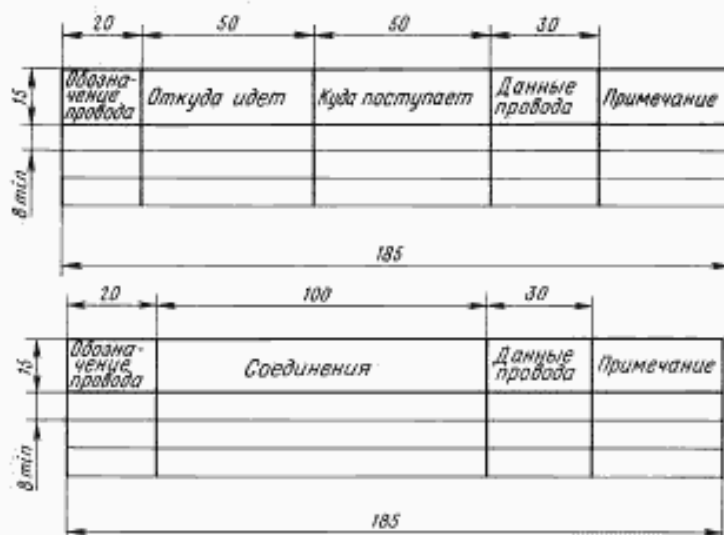 20 50 50 30
15
Обозна-
чение
провода
Откуда идет
Куда поступает
Данные
провода
Примечание
8 min
185
20 100 30
15
Обозна-
чение
провода
Соединения
Данные
провода
Примечание
8 min
185